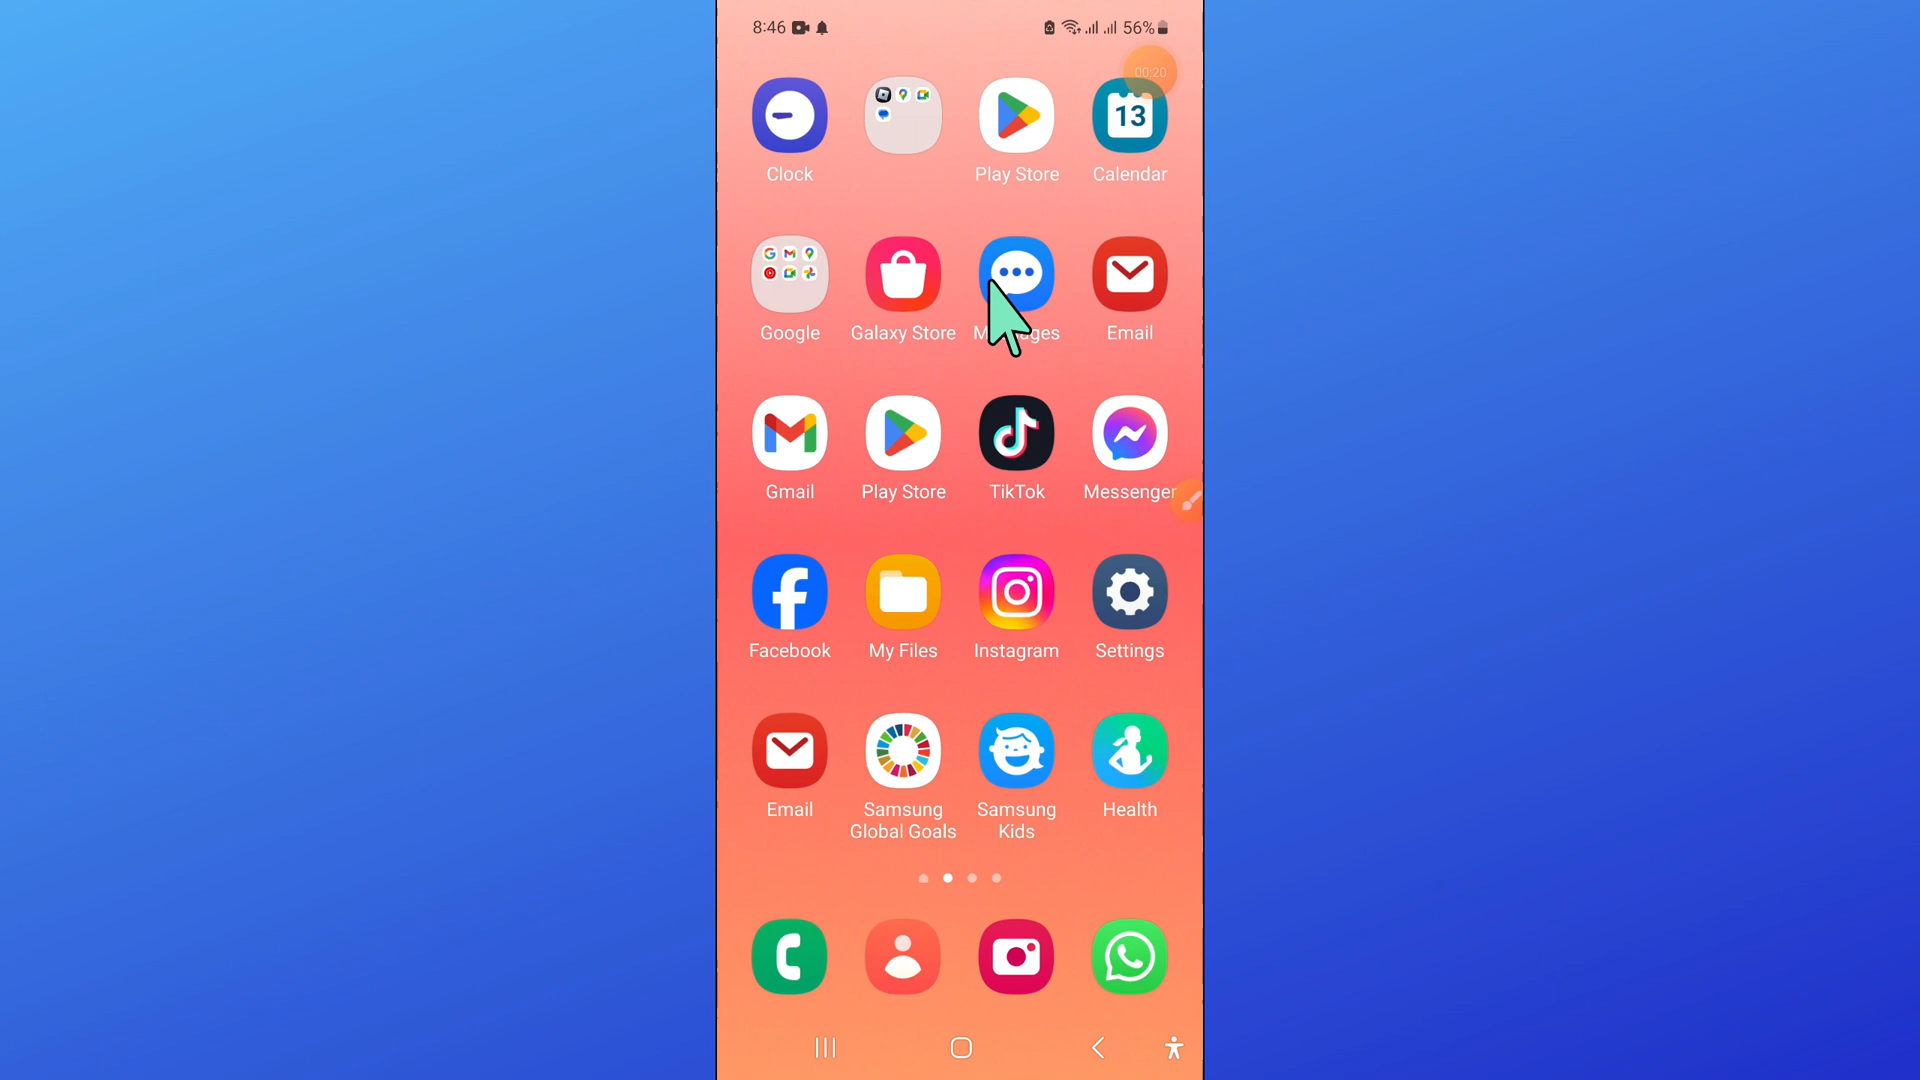 8:46 56%
00:20
13
Clock Play Store Calendar
Google Galaxy Store Messages Email
Gmail Play Store TikTok Messenger
Facebook My Files Instagram Settings
Email Samsung Global Goals Samsung Kids Health